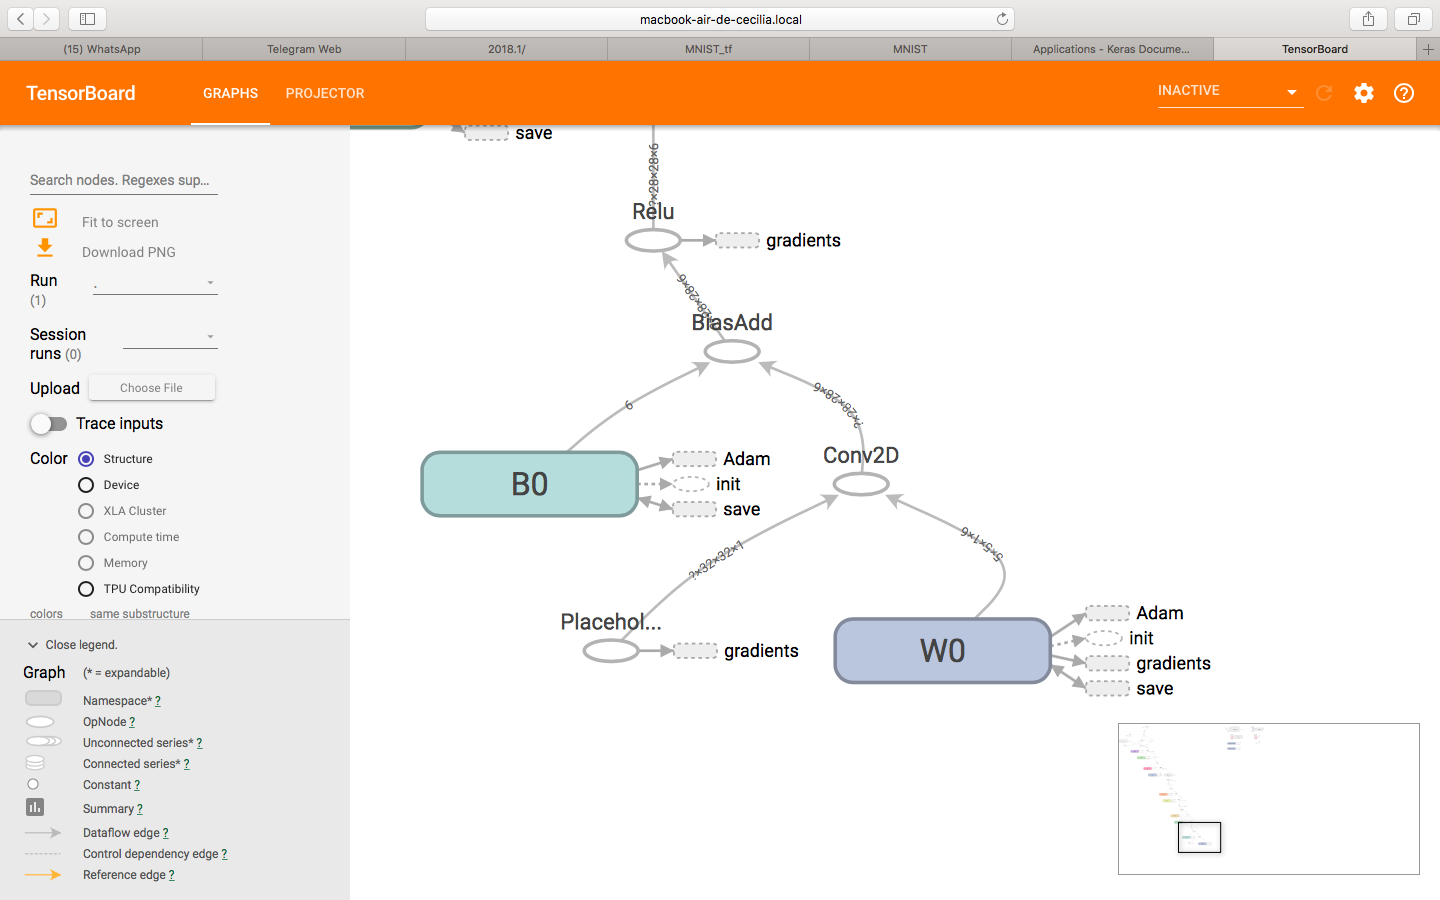 macbook-air-de-cecilia.local
(15) WhatsApp
Telegram Web
2018.1/
MNIST_tf
MNIST
Applications - Keras Docume...
TensorBoard
TensorBoard
GRAPHS
PROJECTOR
INACTIVE
Search nodes. Regexes sup...
Fit to screen
Download PNG
Run
(1)
.
Session
runs (0)
Upload
Choose File
Trace inputs
Color
Structure
Device
XLA Cluster
Compute time
Memory
TPU Compatibility
colors
same substructure
Close legend.
Graph
(* = expandable)
Namespace* ?
OpNode ?
Unconnected series* ?
Connected series* ?
Constant ?
Summary ?
Dataflow edge ?
Control dependency edge ?
Reference edge ?
save
?×28×28×6
Relu
gradients
?×28×28×6
BiasAdd
6
?×28×28×6
B0
Adam
init
save
Conv2D
?×32×32×1
5×5×1×6
Placehol...
gradients
W0
Adam
init
gradients
save